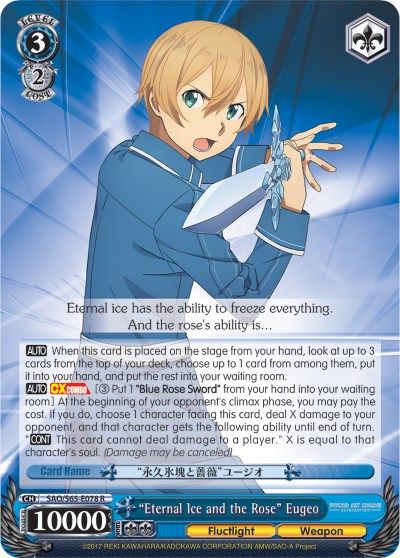 LEVEL
3
2
COST
Eternal ice has the ability to freeze everything.
And the rose's ability is...
AUTO When this card is placed on the stage from your hand, look at up to 3
cards from the top of your deck, choose up to 1 card from among them, put
it into your hand, and put the rest into your waiting room.
AUTO CXCOMBO [③ Put 1 "Blue Rose Sword" from your hand into your waiting
room] At the beginning of your opponent's climax phase, you may pay the
cost. If you do, choose 1 character facing this card, deal X damage to your
opponent, and that character gets the following ability until end of turn.
"CONT This card cannot deal damage to a player." X is equal to that
character's soul. (Damage may be canceled)
Card Name
“永久氷塊と薔薇”ユージオ
CH SAO/S65-E078 R
"Eternal Ice and the Rose" Eugeo
SWORD ART ONLINE
POWER
10000
SOUL
Fluctlight
Weapon
©2017 REKI KAWAHARA/KADOKAWA CORPORATION AMW/SAO-A Project